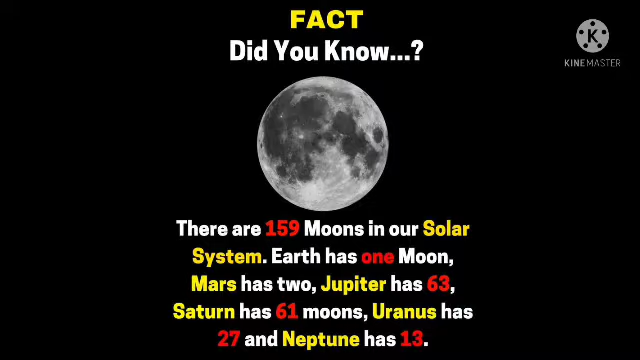 FACT
Did You Know...?
KINEMASTER
There are 159 Moons in our Solar
System. Earth has one Moon,
Mars has two, Jupiter has 63,
Saturn has 61 moons, Uranus has
27 and Neptune has 13.